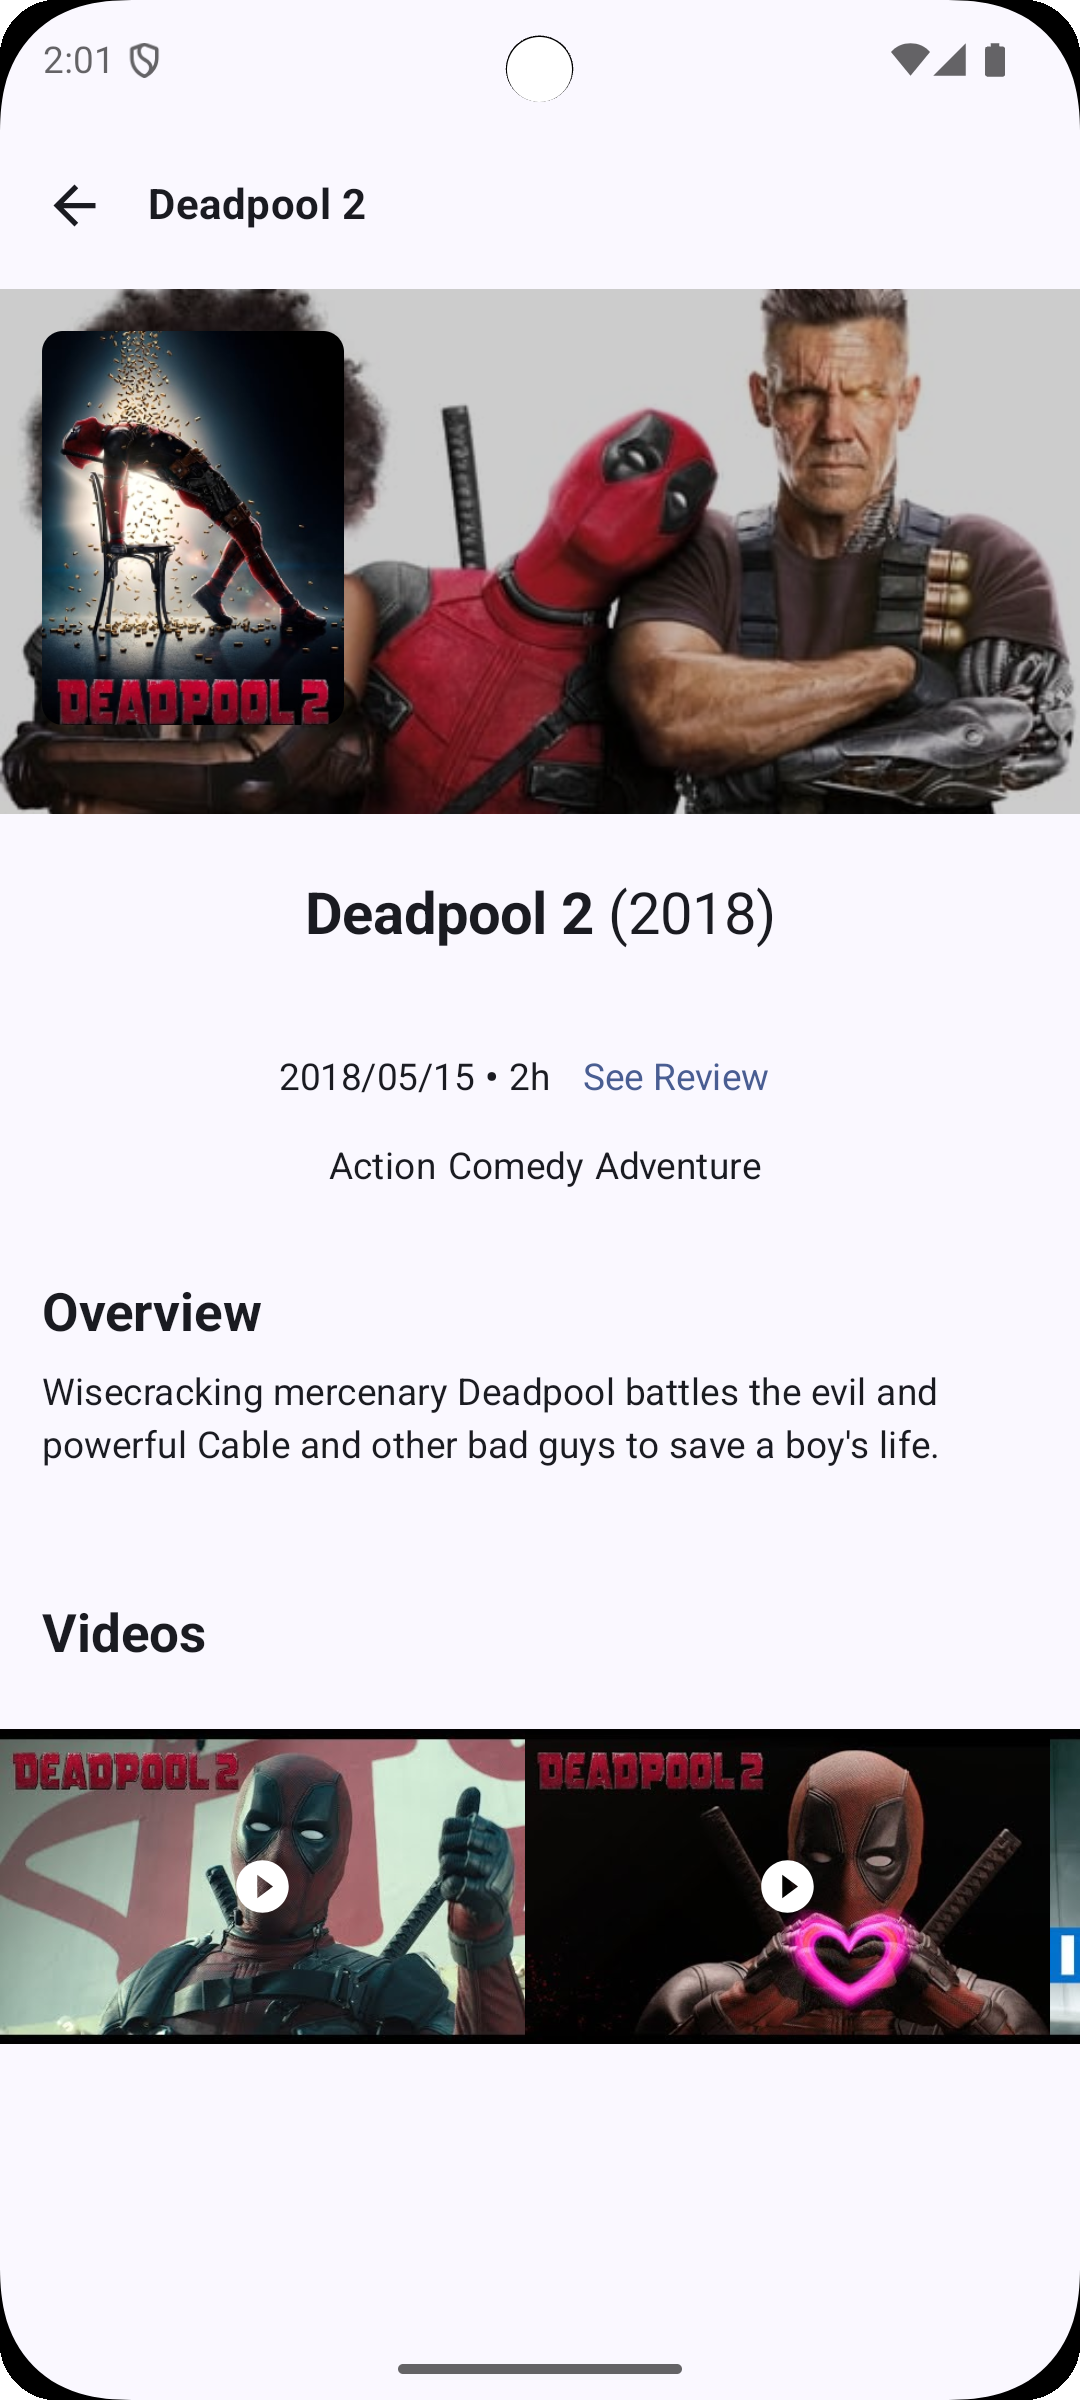 2:01
Deadpool 2
DEADPOOL 2
Deadpool 2 (2018)
2018/05/15 • 2h See Review
Action Comedy Adventure
Overview
Wisecracking mercenary Deadpool battles the evil and
powerful Cable and other bad guys to save a boy's life.
Videos
DEADPOOL 2
DEADPOOL 2